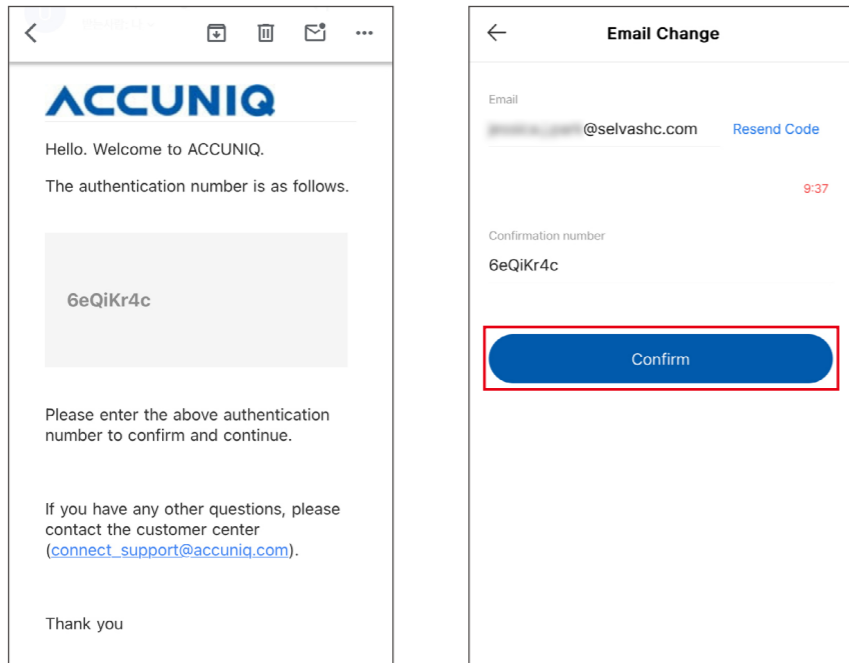 ACCUNIQ
Hello. Welcome to ACCUNIQ.
The authentication number is as follows.
6eQiKr4c
Please enter the above authentication
number to confirm and continue.
If you have any other questions, please
contact the customer center
(connect_support@accuniq.com).
Thank you
Email Change
Email
@selvashc.com
Resend Code
9:37
Confirmation number
6eQiKr4c
Confirm